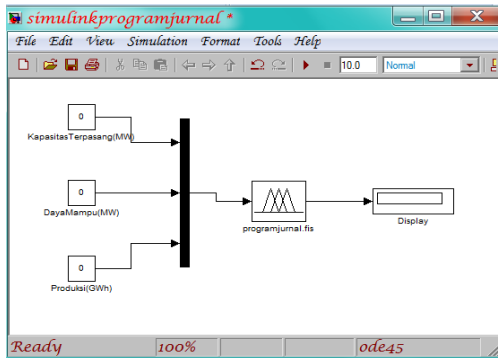 simulinkprogramjurnal *
File Edit View Simulation Format Tools Help
10.0 Normal
0
KapasitasTerpasang(MW)
0
DayaMampu(MW)
0
Produksi(GWh)
programjurnal.fis
Display
Ready 100% ode45